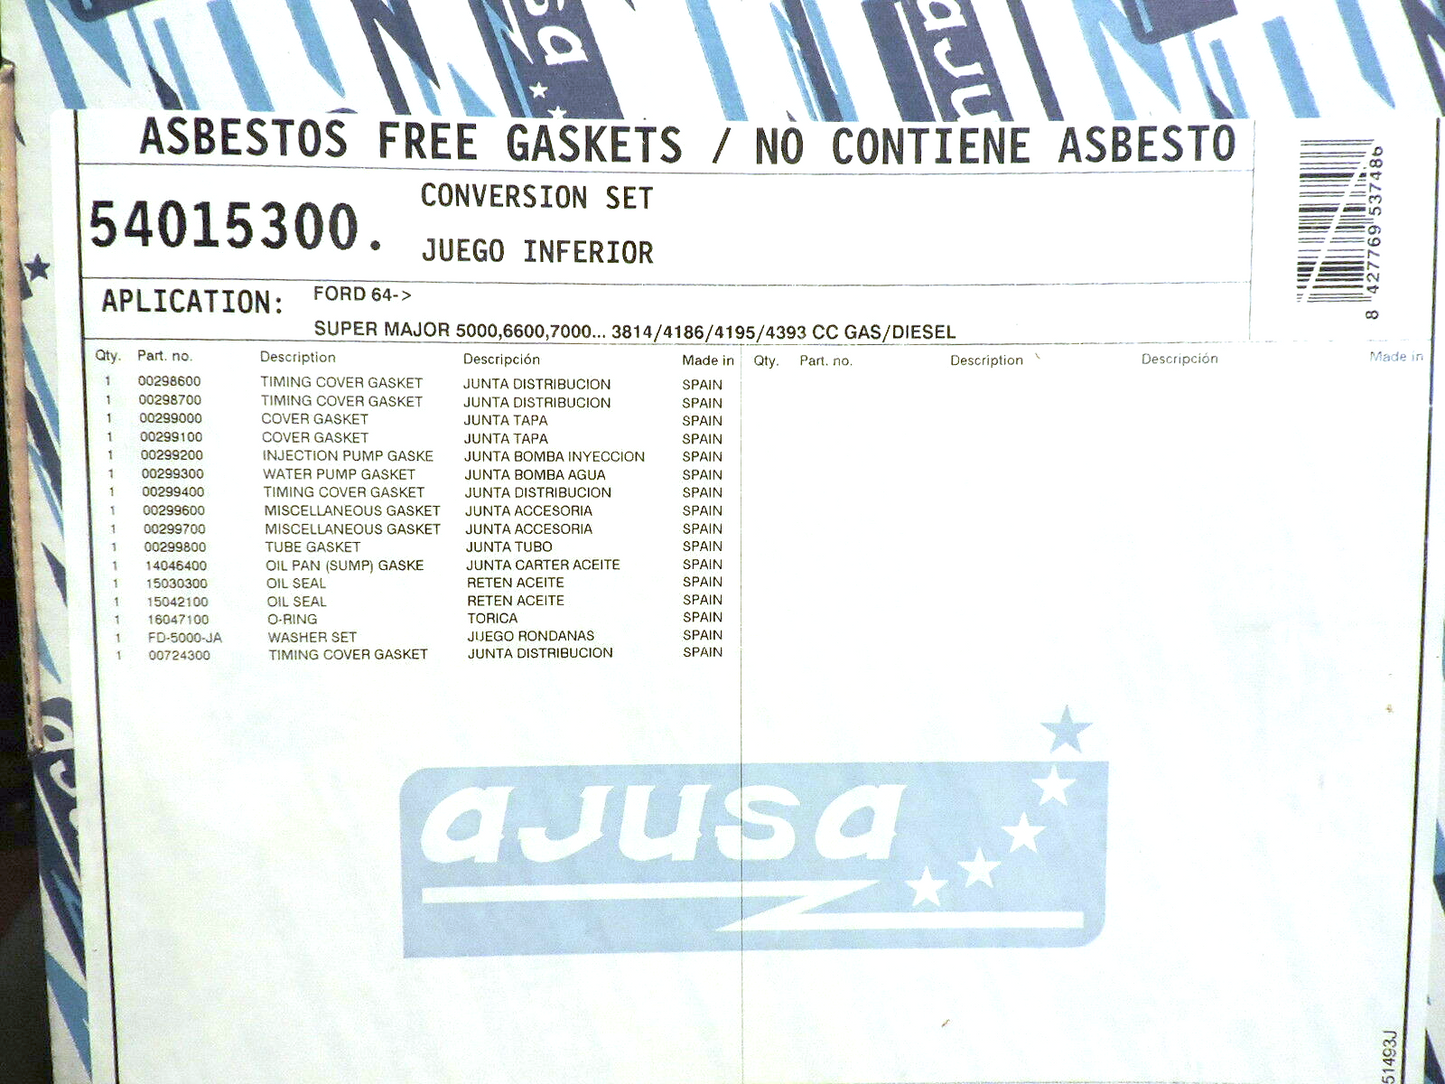 ajusa
ASBESTOS FREE GASKETS / NO CONTIENE ASBESTO
54015300.
CONVERSION SET
JUEGO INFERIOR
8 427769 537486
APLICATION:
FORD 64->
SUPER MAJOR 5000,6600,7000... 3814/4186/4195/4393 CC GAS/DIESEL
Qty. Part. no. Description Descripción Made in Qty. Part. no. Description Descripción Made in
1 00298600 TIMING COVER GASKET JUNTA DISTRIBUCION SPAIN
1 00298700 TIMING COVER GASKET JUNTA DISTRIBUCION SPAIN
1 00299000 COVER GASKET JUNTA TAPA SPAIN
1 00299100 COVER GASKET JUNTA TAPA SPAIN
1 00299200 INJECTION PUMP GASKE JUNTA BOMBA INYECCION SPAIN
1 00299300 WATER PUMP GASKET JUNTA BOMBA AGUA SPAIN
1 00299400 TIMING COVER GASKET JUNTA DISTRIBUCION SPAIN
1 00299600 MISCELLANEOUS GASKET JUNTA ACCESORIA SPAIN
1 00299700 MISCELLANEOUS GASKET JUNTA ACCESORIA SPAIN
1 00299800 TUBE GASKET JUNTA TUBO SPAIN
1 14046400 OIL PAN (SUMP) GASKE JUNTA CARTER ACEITE SPAIN
1 15030300 OIL SEAL RETEN ACEITE SPAIN
1 15042100 OIL SEAL RETEN ACEITE SPAIN
1 16047100 O-RING TORICA SPAIN
1 FD-5000-JA WASHER SET JUEGO RONDANAS SPAIN
1 00724300 TIMING COVER GASKET JUNTA DISTRIBUCION SPAIN
ajusa
51493J